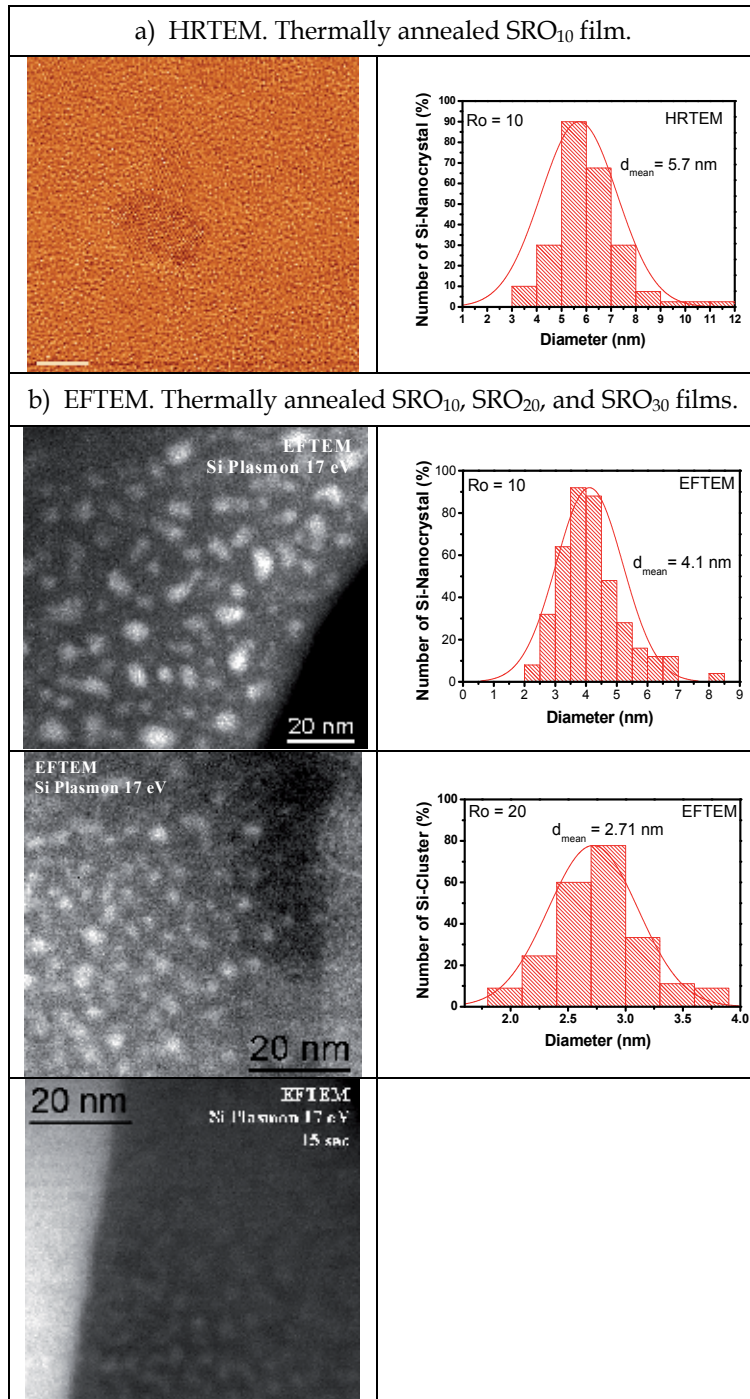 a) HRTEM. Thermally annealed SRO₁₀ film.
Number of Si-Nanocrystal (%)
100
90
80
70
60
50
40
30
20
10
0
Ro = 10
HRTEM
d_mean = 5.7 nm
1 2 3 4 5 6 7 8 9 10 11 12
Diameter (nm)
b) EFTEM. Thermally annealed SRO₁₀, SRO₂₀, and SRO₃₀ films.
EFTEM
Si Plasmon 17 eV
20 nm
Number of Si-Nanocrystal (%)
100
80
60
40
20
0
Ro = 10
EFTEM
d_mean = 4.1 nm
0 1 2 3 4 5 6 7 8 9
Diameter (nm)
EFTEM
Si Plasmon 17 eV
20 nm
Number of Si-Cluster (%)
100
80
60
40
20
0
Ro = 20
EFTEM
d_mean = 2.71 nm
2.0 2.5 3.0 3.5 4.0
Diameter (nm)
20 nm
EFTEM
Si Plasmon 17 eV
15 sec